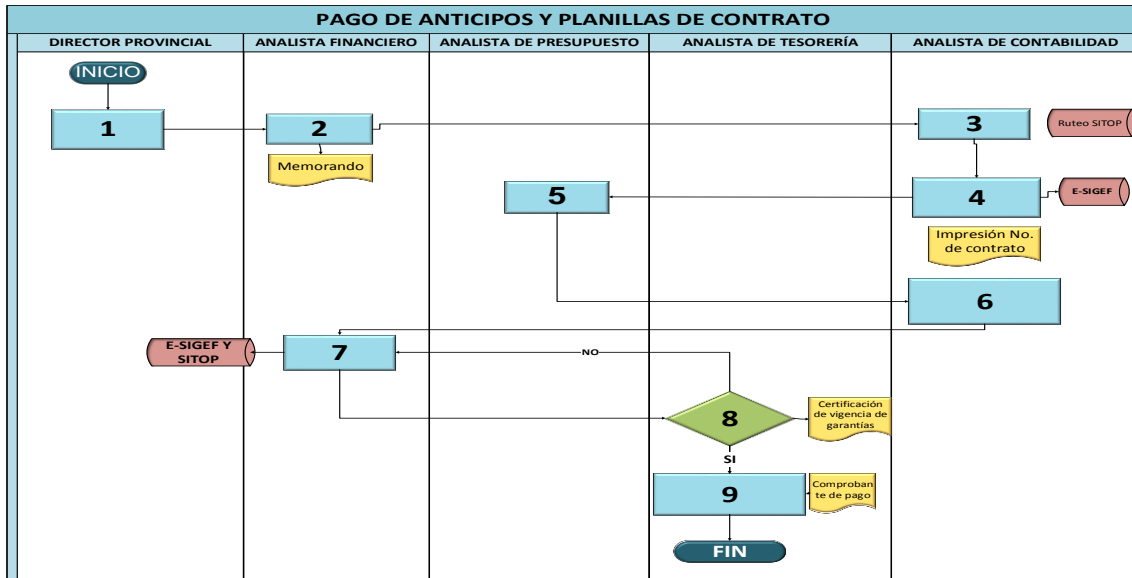 PAGO DE ANTICIPOS Y PLANILLAS DE CONTRATO
DIRECTOR PROVINCIAL
ANALISTA FINANCIERO
ANALISTA DE PRESUPUESTO
ANALISTA DE TESORERÍA
ANALISTA DE CONTABILIDAD
INICIO
1
2
3
Ruteo SITOP
Memorando
4
E-SIGEF
5
Impresión No.
de contrato
6
E-SIGEF Y
SITOP
7
NO
8
Certificación
de vigencia de
garantías
SI
9
Comproban
te de pago
FIN